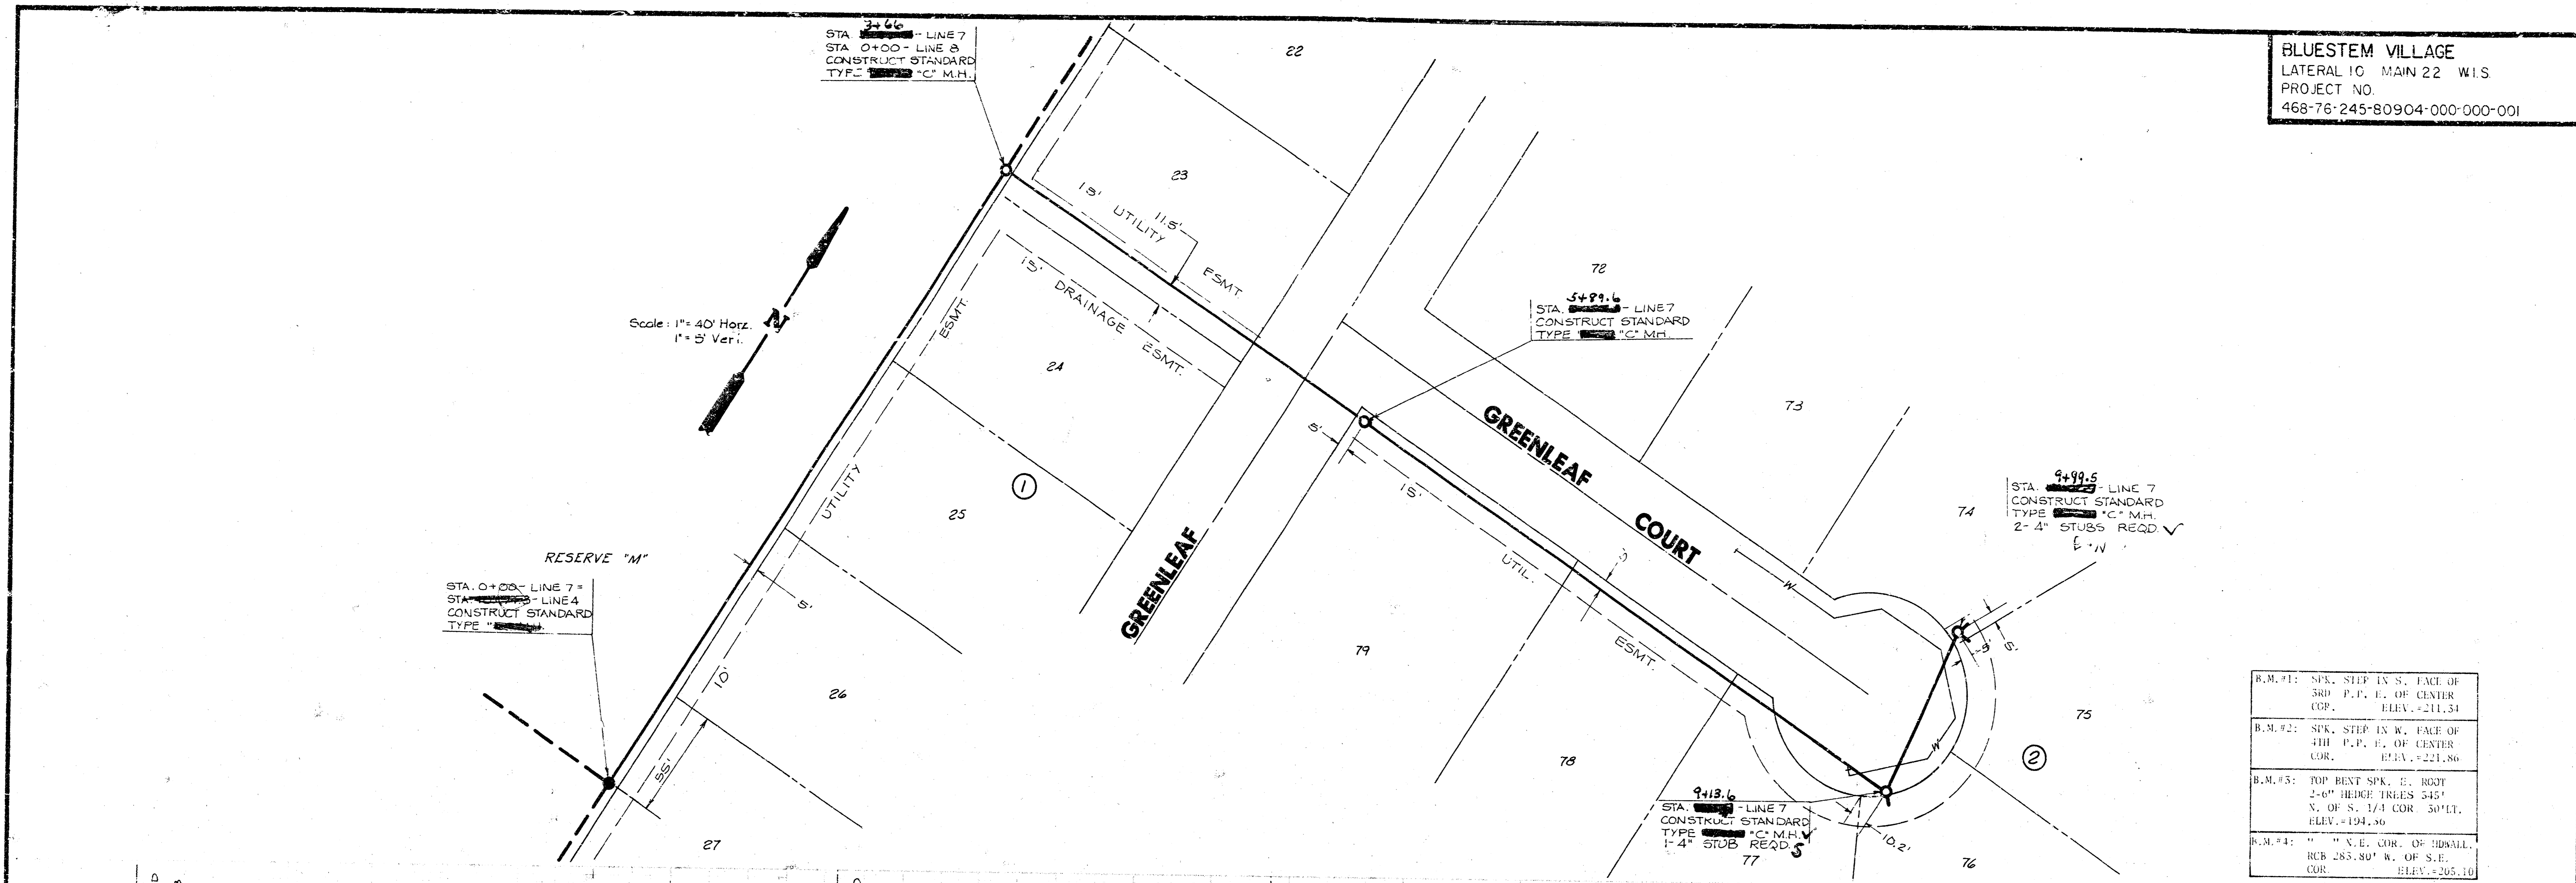 BLUESTEM VILLAGE
LATERAL 10 MAIN 22 W.I.S.
PROJECT NO.
468-76-245-80904-000-000-001
3+66
STA. - LINE 7
STA 0+00 - LINE 8
CONSTRUCT STANDARD
TYPE "C" M.H.
22
23
15' UTILITY ESMT.
11.5'
15' DRAINAGE ESMT.
72
Scale: 1" = 40' Horz.
1" = 5' Vert.
N
5+89.6
STA. - LINE 7
CONSTRUCT STANDARD
TYPE "C" MH.
24
UTILITY ESMT.
73
GREENLEAF COURT
5'
15' UTIL. ESMT.
5'
1
25
9+99.5
STA. - LINE 7
CONSTRUCT STANDARD
TYPE "C" M.H.
2-4" STUBS REQD. ✓
E+N
74
RESERVE "M"
STA. 0+00 - LINE 7 =
STA. - LINE 4
CONSTRUCT STANDARD
TYPE "
GREENLEAF
W
5'
5'
79
10'
26
75
55'
78
W
2
9+13.6
STA. - LINE 7
CONSTRUCT STANDARD
TYPE "C" M.H. ✓
1-4" STUB REQD. S
10.2'
77
76
27
B.M.#1: SPK. STEP IN S. FACE OF
3RD P.P. E. OF CENTER
COR. ELEV.=211.34
B.M.#2: SPK. STEP IN W. FACE OF
4TH P.P. E. OF CENTER
COR. ELEV.=221.86
B.M.#3: TOP BENT SPK. E. ROOT
2-6" HEDGE TREES 545'
N. OF S. 1/4 COR. 50'LT.
ELEV.=194.56
B.M.#4: " " N.E. COR. OF HDWALL.
RCB 283.80' W. OF S.E.
COR. ELEV.=205.10